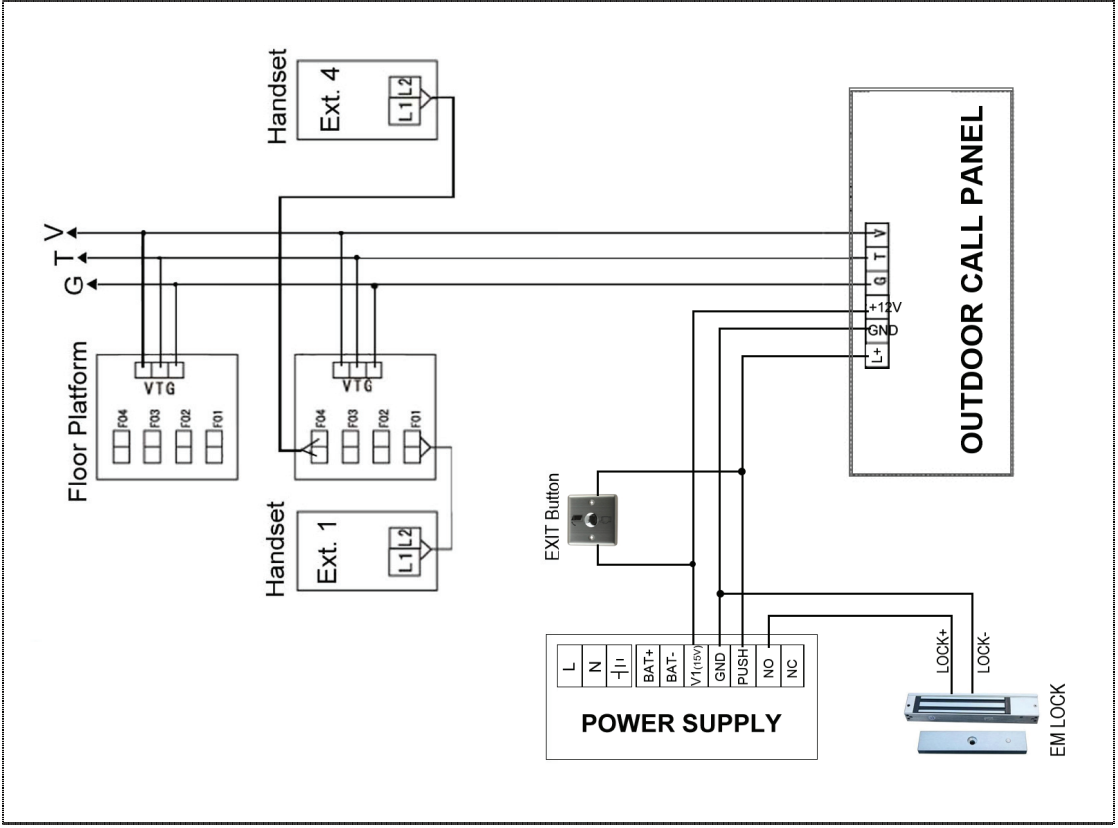 Handset
Ext. 4
L1 L2
V
T
G
Floor Platform
VTG
F04
F03
F02
F01
VTG
F04
F03
F02
F01
Handset
Ext. 1
L1 L2
V
T
G
+12V
GND
L+
OUTDOOR CALL PANEL
EXIT Button
L
N
BAT+
BAT-
V1(15V)
GND
PUSH
NO
NC
POWER SUPPLY
LOCK+
LOCK-
EM LOCK